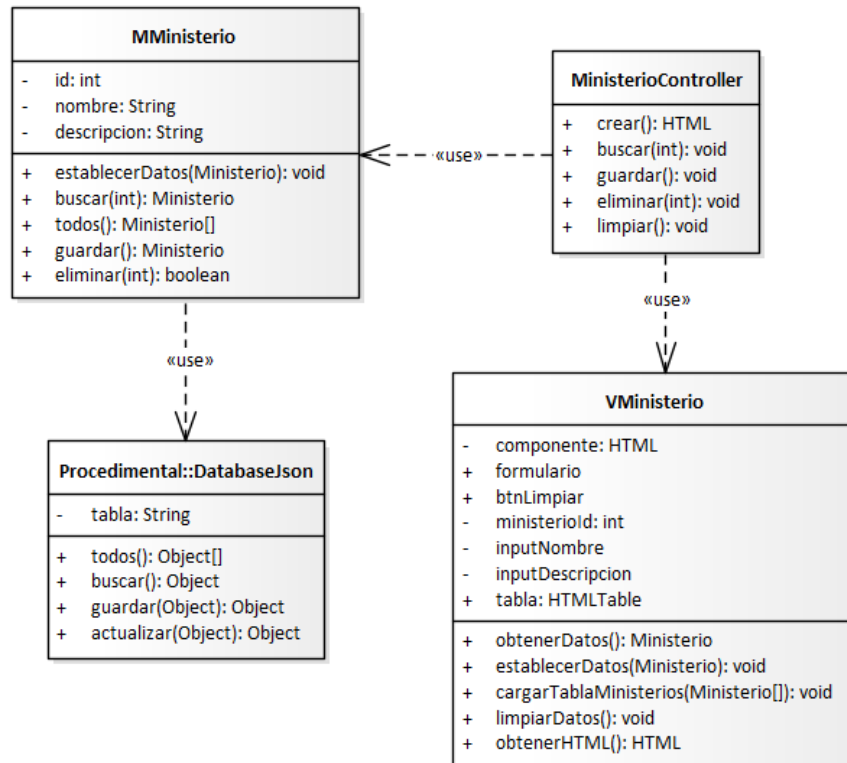 MMinisterio
- id: int
- nombre: String
- descripcion: String
+ establecerDatos(Ministerio): void
+ buscar(int): Ministerio
+ todos(): Ministerio[]
+ guardar(): Ministerio
+ eliminar(int): boolean
«use»
MinisterioController
+ crear(): HTML
+ buscar(int): void
+ guardar(): void
+ eliminar(int): void
+ limpiar(): void
«use»
«use»
Procedimental::DatabaseJson
- tabla: String
+ todos(): Object[]
+ buscar(): Object
+ guardar(Object): Object
+ actualizar(Object): Object
VMinisterio
- componente: HTML
+ formulario
+ btnLimpiar
- ministerioId: int
- inputNombre
- inputDescripcion
+ tabla: HTMLTable
+ obtenerDatos(): Ministerio
+ establecerDatos(Ministerio): void
+ cargarTablaMinisterios(Ministerio[]): void
+ limpiarDatos(): void
+ obtenerHTML(): HTML